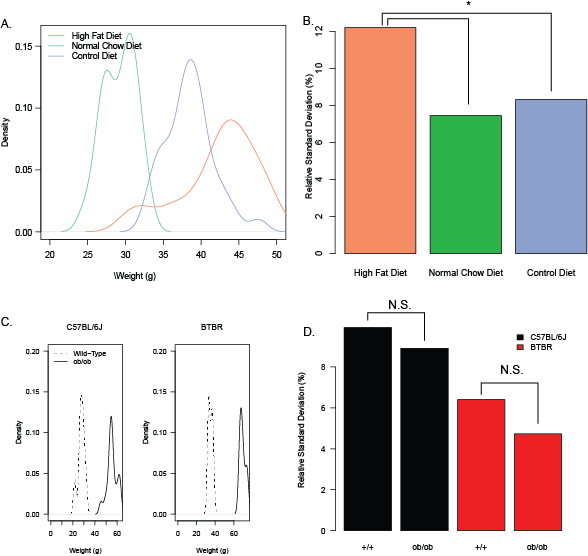 A.
High Fat Diet
Normal Chow Diet
Control Diet
Density
0.00
0.05
0.10
0.15
20 25 30 35 40 45 50
\Weight (g)
B.
*
Relative Standard Deviation (%)
0 2 4 6 8 10 12
High Fat Diet Normal Chow Diet Control Diet
C.
C57BL/6J
Wild-Type
ob/ob
Density
0.00
0.05
0.10
0.15
0.20
0 20 40 60
Weight (g)
BTBR
Density
0.00
0.05
0.10
0.15
0.20
0 20 40 60
Weight (g)
D.
N.S.
C57BL/6J
BTBR
N.S.
Relative Standard Deviation (%)
0 2 4 6 8
+/+ ob/ob +/+ ob/ob